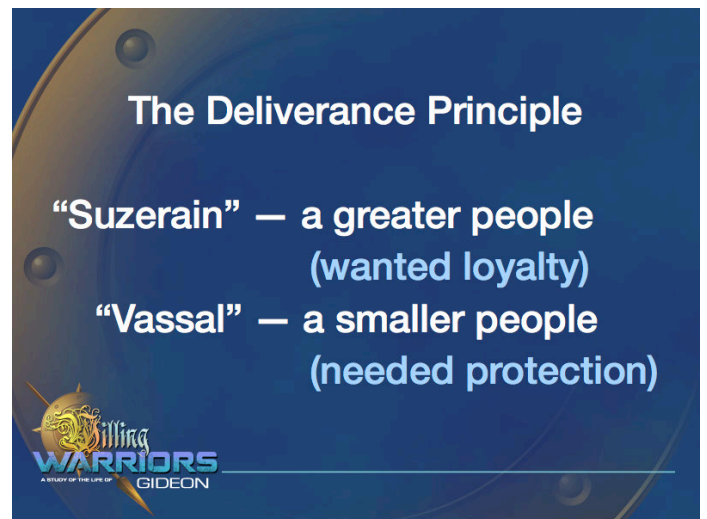 The Deliverance Principle
“Suzerain” — a greater people
(wanted loyalty)
“Vassal” — a smaller people
(needed protection)
Willing
WARRIORS
A STUDY OF THE LIFE OF GIDEON